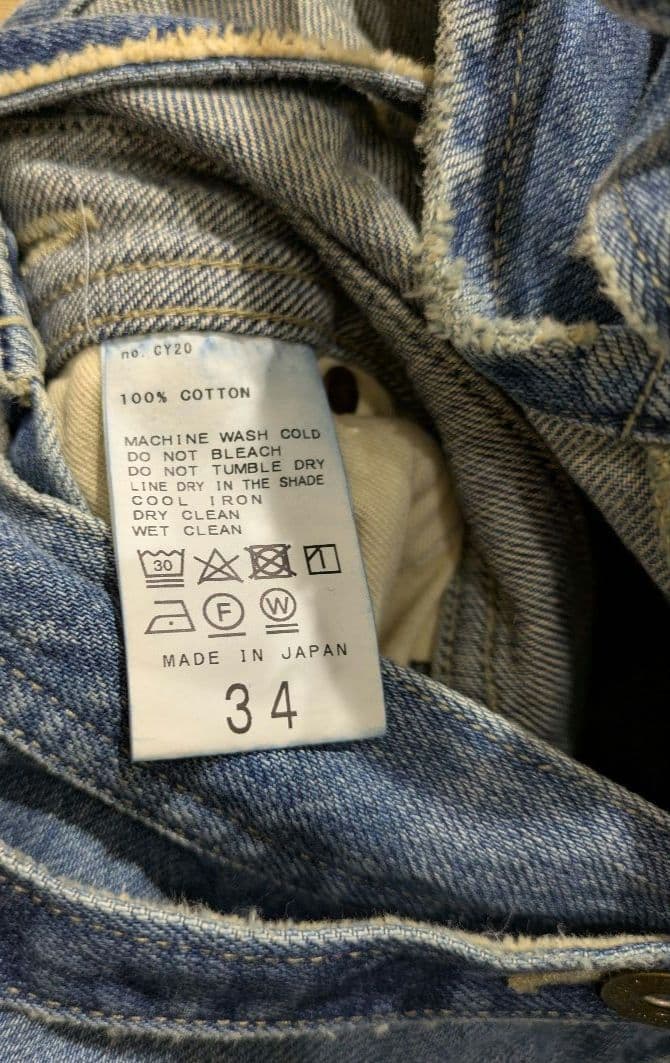 no. CY20
100% COTTON
MACHINE WASH COLD
DO NOT BLEACH
DO NOT TUMBLE DRY
LINE DRY IN THE SHADE
COOL IRON
DRY CLEAN
WET CLEAN
30
F W
MADE IN JAPAN
34